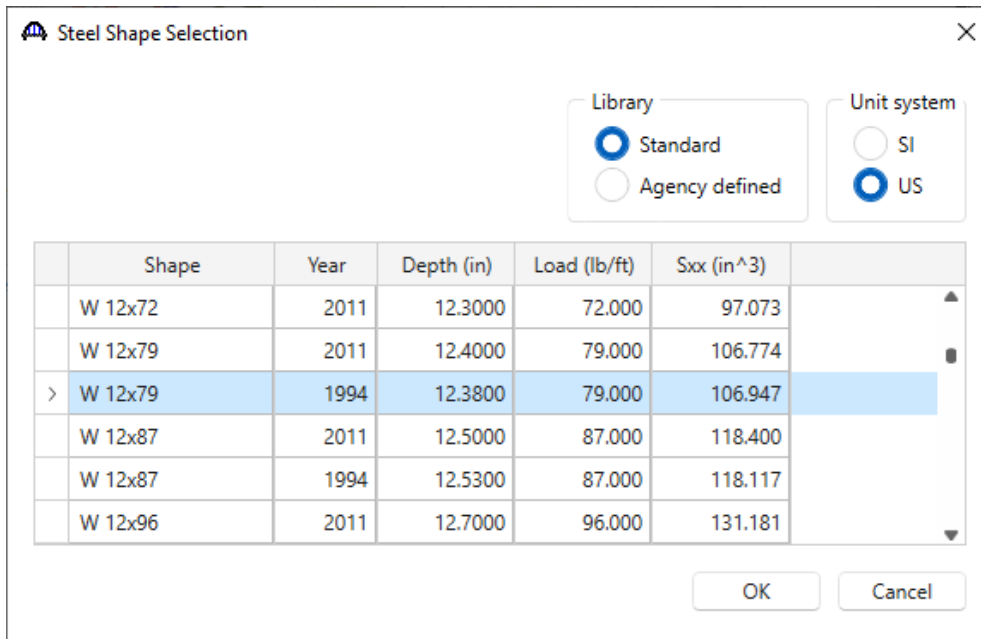 Steel Shape Selection
Library
Unit system
Standard
SI
Agency defined
US
Shape Year Depth (in) Load (lb/ft) Sxx (in^3)
W 12x72 2011 12.3000 72.000 97.073
W 12x79 2011 12.4000 79.000 106.774
W 12x79 1994 12.3800 79.000 106.947
W 12x87 2011 12.5000 87.000 118.400
W 12x87 1994 12.5300 87.000 118.117
W 12x96 2011 12.7000 96.000 131.181
OK Cancel